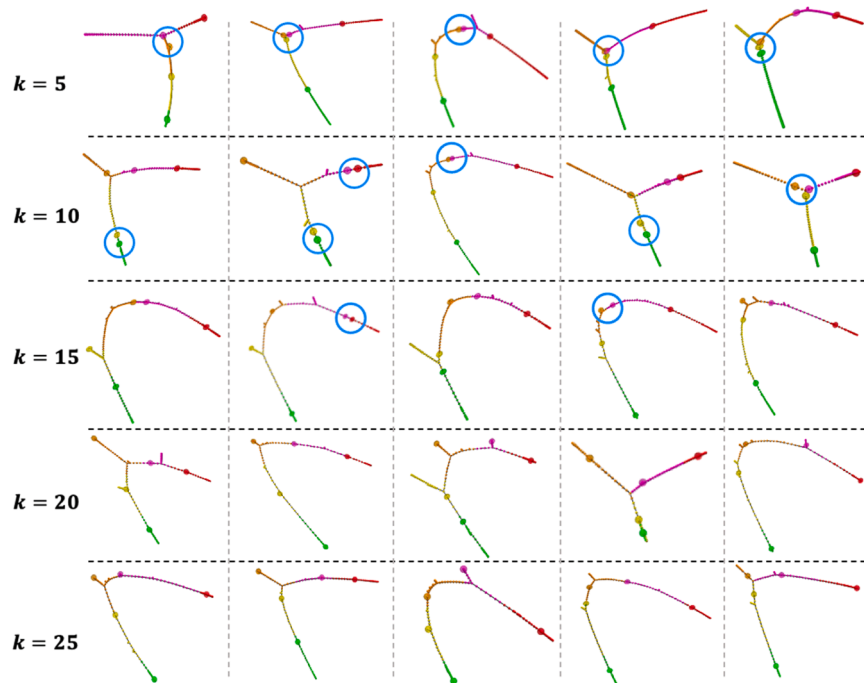 k = 5
k = 10
k = 15
k = 20
k = 25